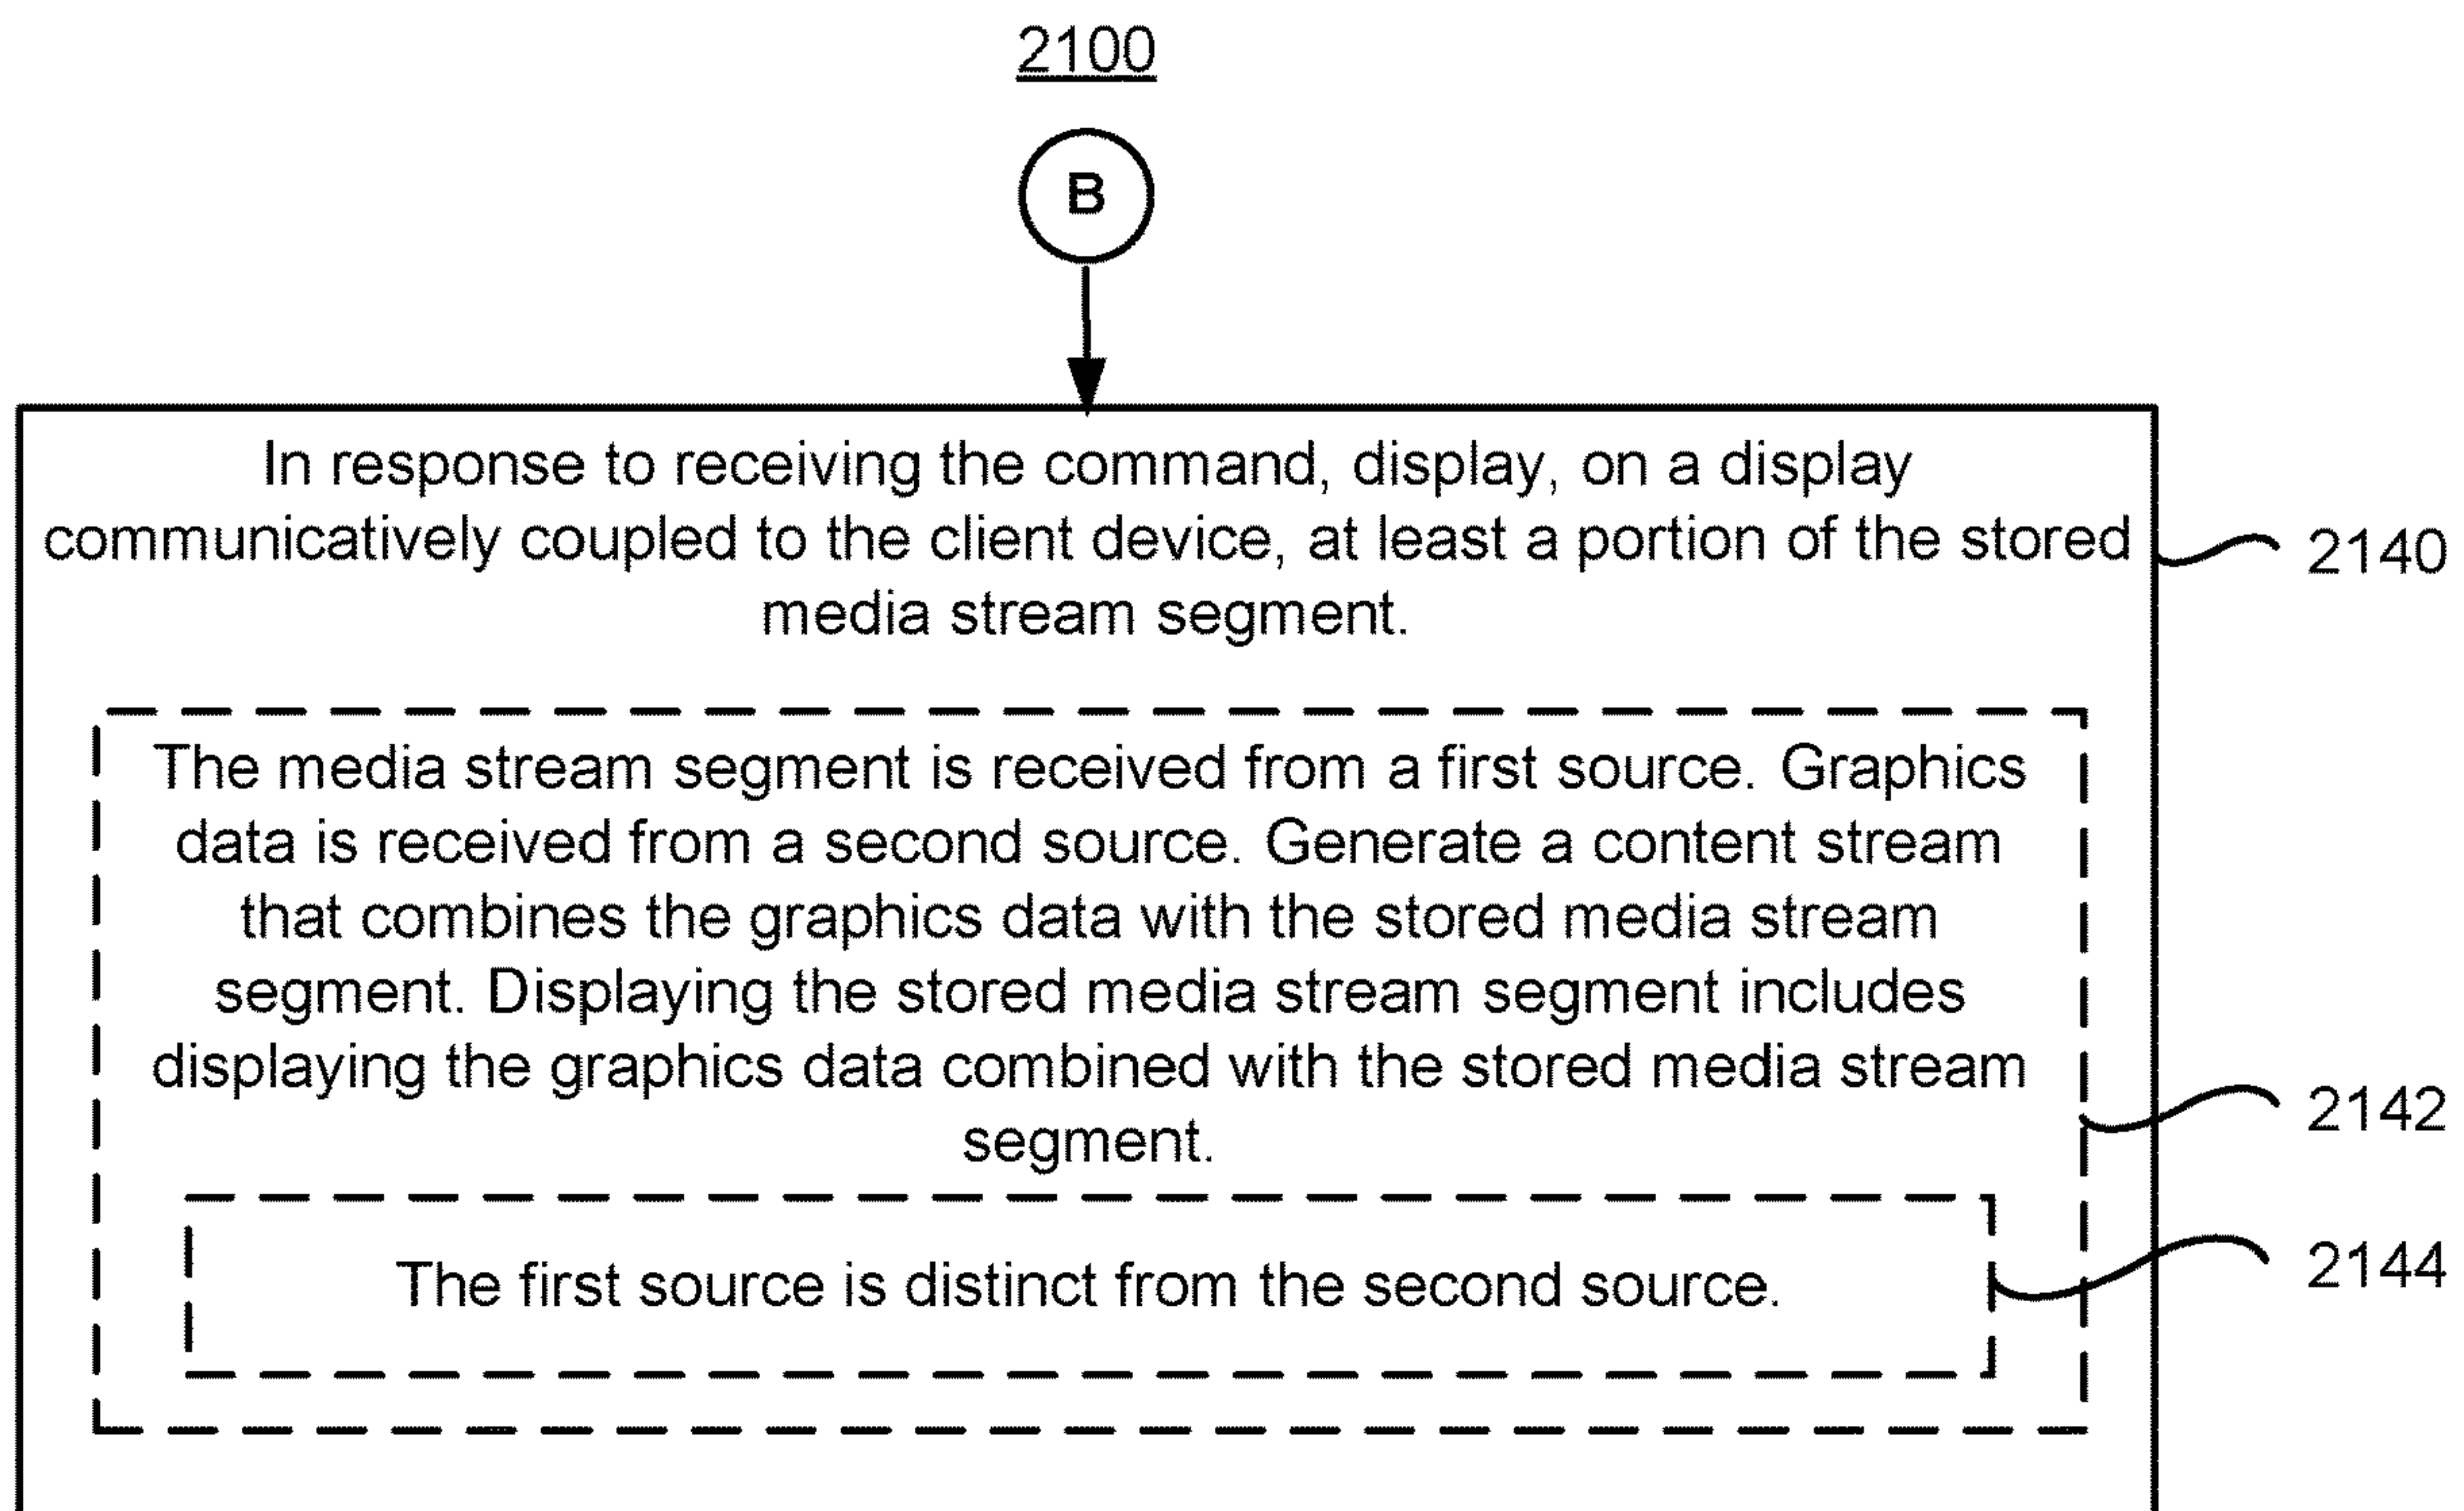 2100
B
In response to receiving the command, display, on a display
communicatively coupled to the client device, at least a portion of the stored
media stream segment.
2140
The media stream segment is received from a first source. Graphics
data is received from a second source. Generate a content stream
that combines the graphics data with the stored media stream
segment. Displaying the stored media stream segment includes
displaying the graphics data combined with the stored media stream
segment.
2142
The first source is distinct from the second source.
2144